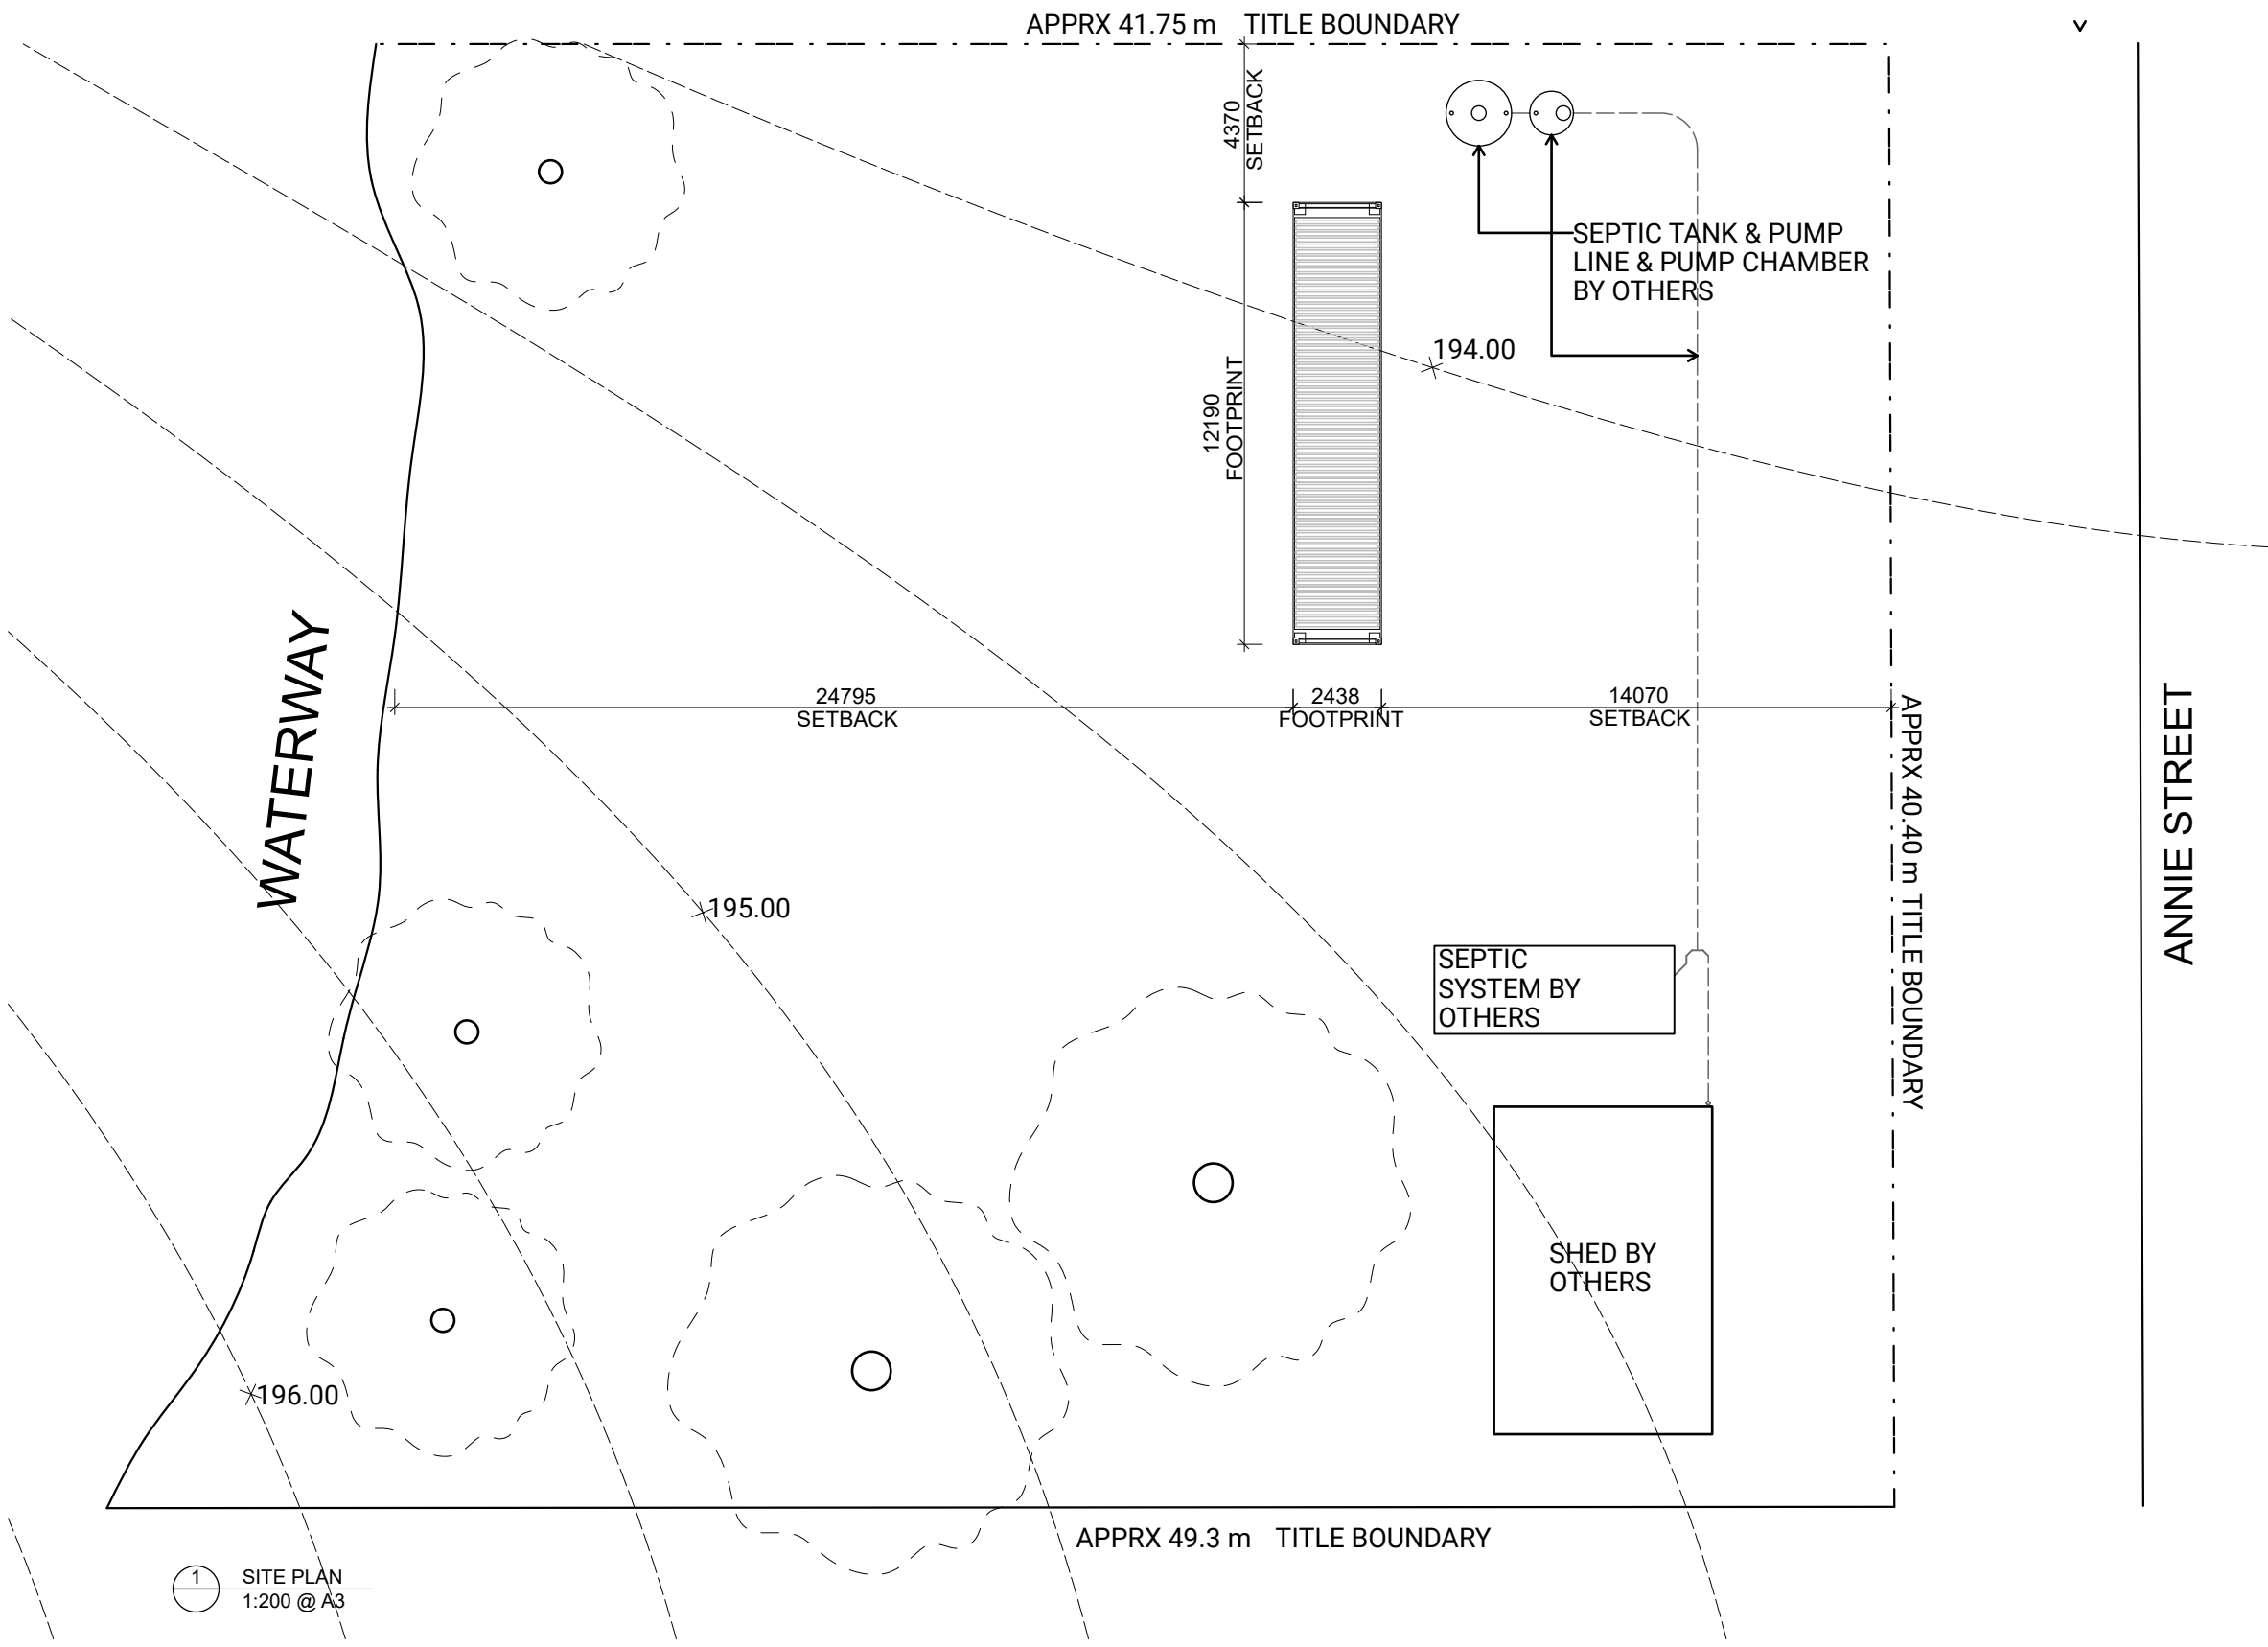 APPRX 41.75 m TITLE BOUNDARY
4370
SETBACK
SEPTIC TANK & PUMP
LINE & PUMP CHAMBER
BY OTHERS
194.00
12190
FOOTPRINT
WATERWAY
24795
SETBACK
2438
FOOTPRINT
14070
SETBACK
APPRX 40.40 m TITLE BOUNDARY
ANNIE STREET
195.00
SEPTIC
SYSTEM BY
OTHERS
SHED BY
OTHERS
196.00
APPRX 49.3 m TITLE BOUNDARY
1
SITE PLAN
1:200 @ A3